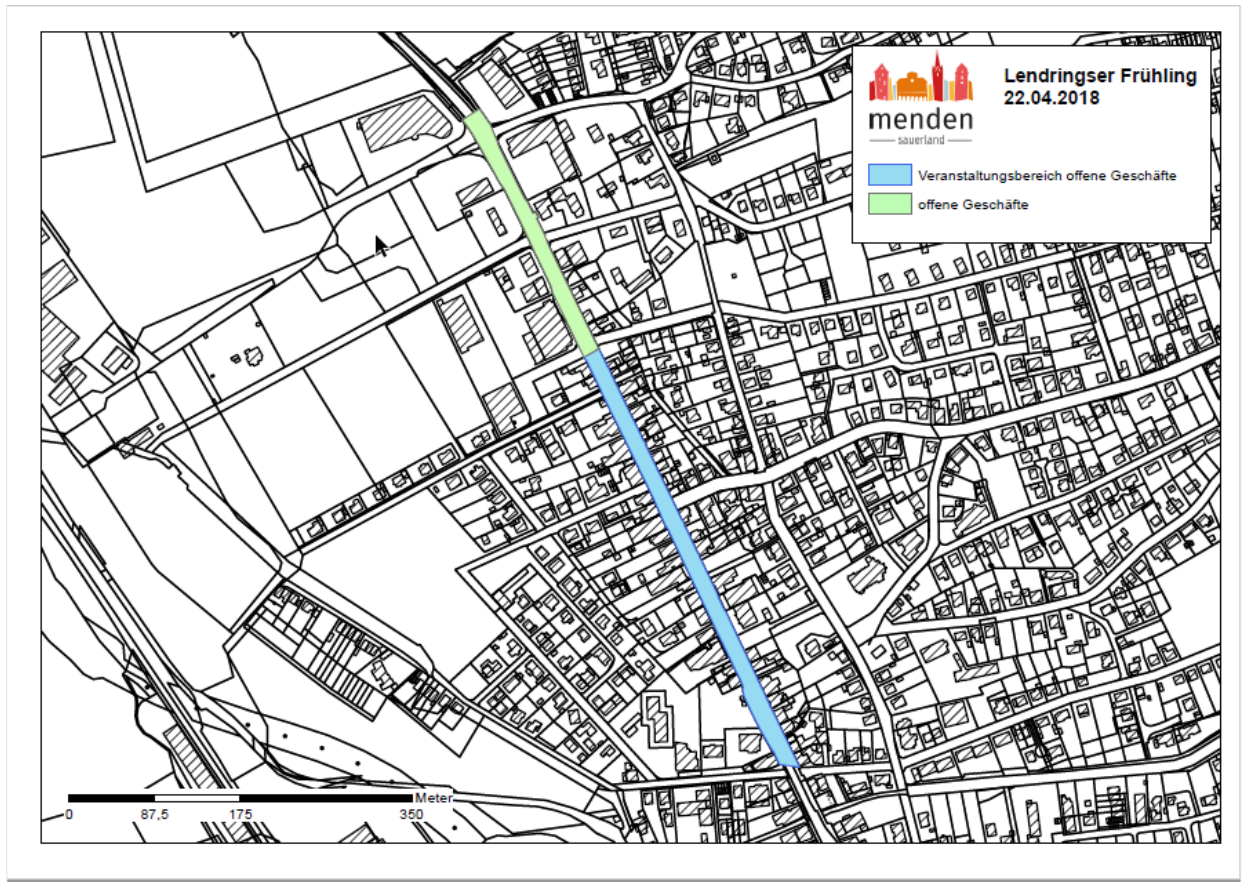 Lendringser Frühling
22.04.2018
menden
sauerland
Veranstaltungsbereich offene Geschäfte
offene Geschäfte
Meter
0 87,5 175 350